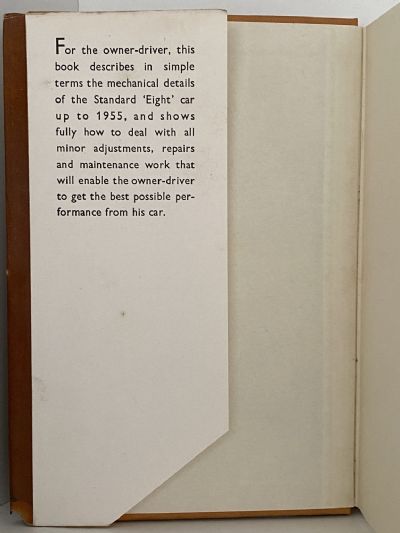 For the owner-driver, this
book describes in simple
terms the mechanical details
of the Standard ‘Eight’ car
up to 1955, and shows
fully how to deal with all
minor adjustments, repairs
and maintenance work that
will enable the owner-driver
to get the best possible per-
formance from his car.